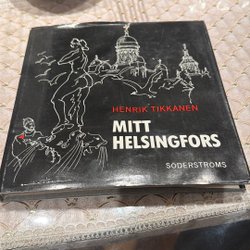 HENRIK TIKKANEN
MITT
HELSINGFORS
SÖDERSTRÖMS